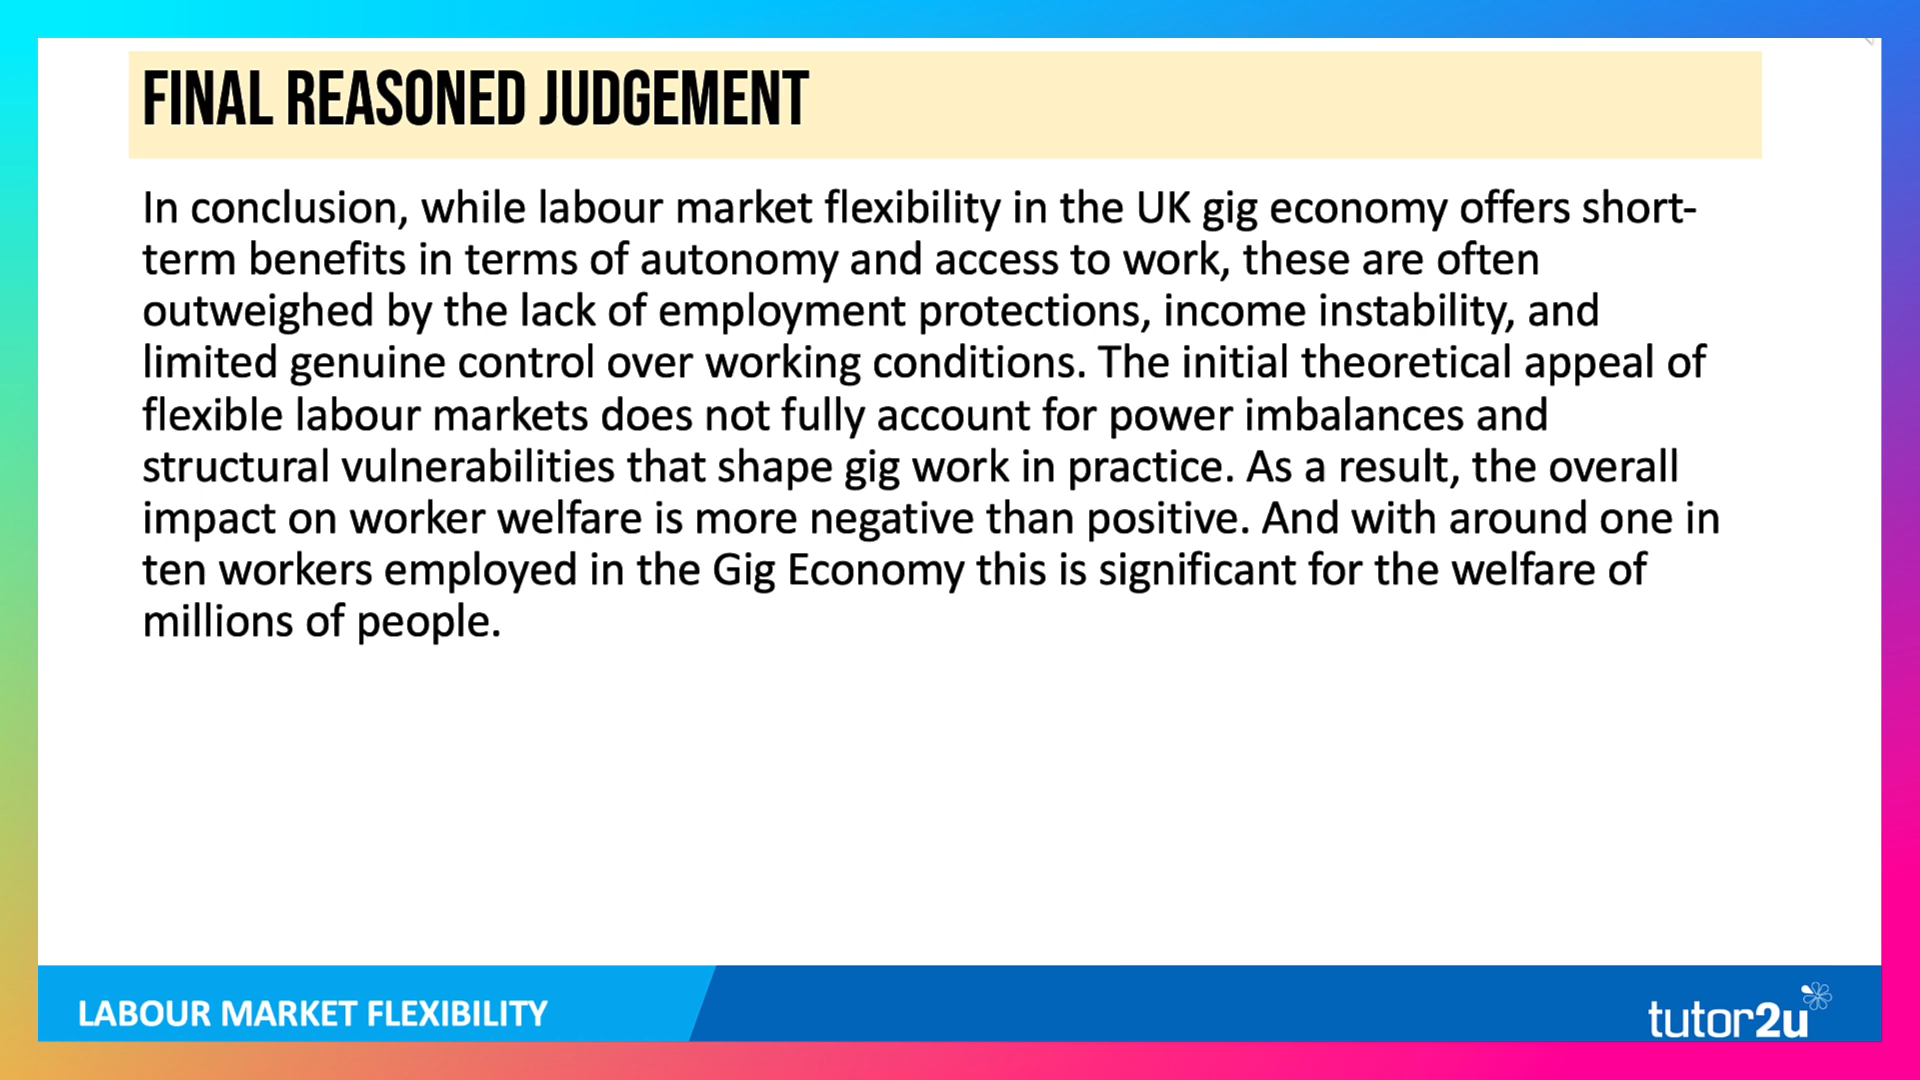 FINAL REASONED JUDGEMENT
In conclusion, while labour market flexibility in the UK gig economy offers short-
term benefits in terms of autonomy and access to work, these are often
outweighed by the lack of employment protections, income instability, and
limited genuine control over working conditions. The initial theoretical appeal of
flexible labour markets does not fully account for power imbalances and
structural vulnerabilities that shape gig work in practice. As a result, the overall
impact on worker welfare is more negative than positive. And with around one in
ten workers employed in the Gig Economy this is significant for the welfare of
millions of people.
LABOUR MARKET FLEXIBILITY
tutor2u